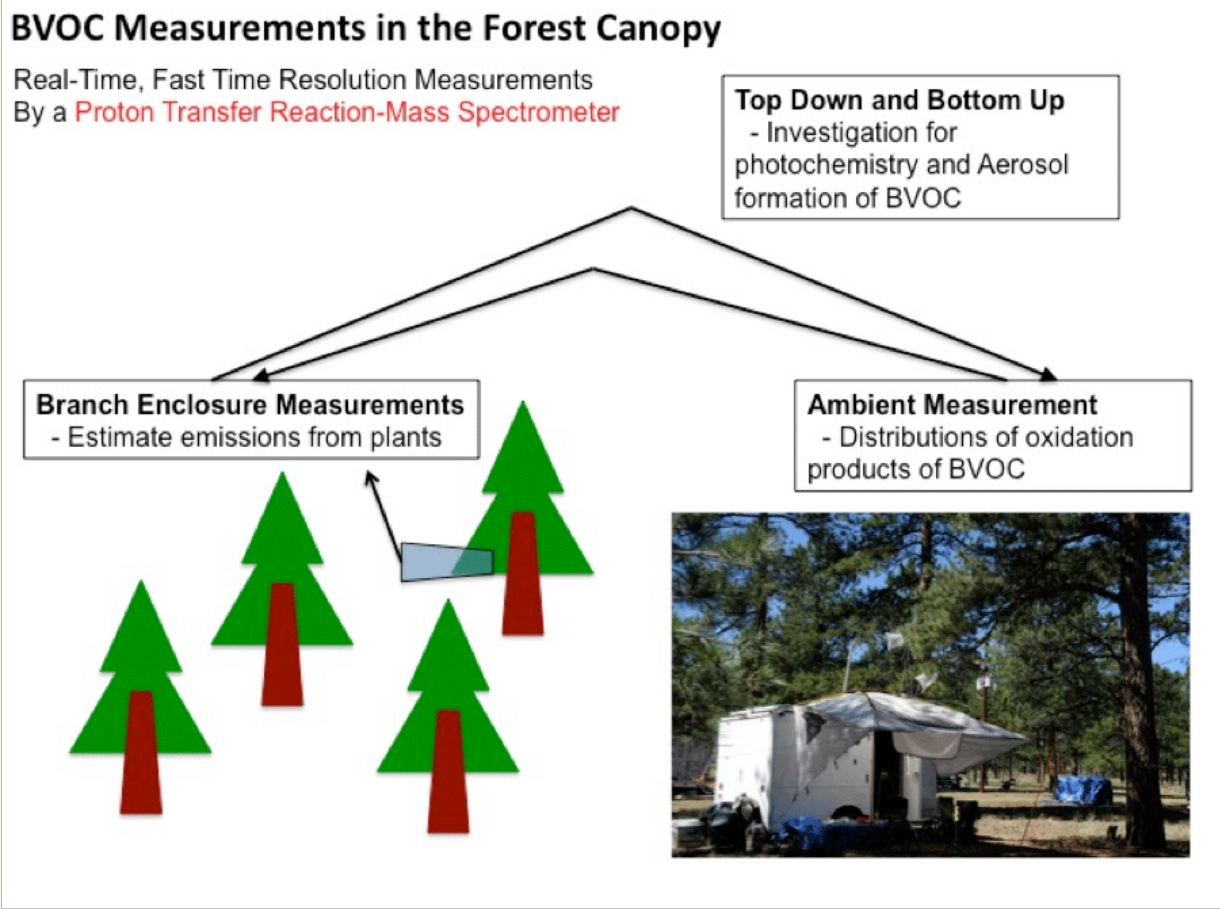 BVOC Measurements in the Forest Canopy
Real-Time, Fast Time Resolution Measurements
By a Proton Transfer Reaction-Mass Spectrometer
Top Down and Bottom Up
- Investigation for
photochemistry and Aerosol
formation of BVOC
Branch Enclosure Measurements
- Estimate emissions from plants
Ambient Measurement
- Distributions of oxidation
products of BVOC